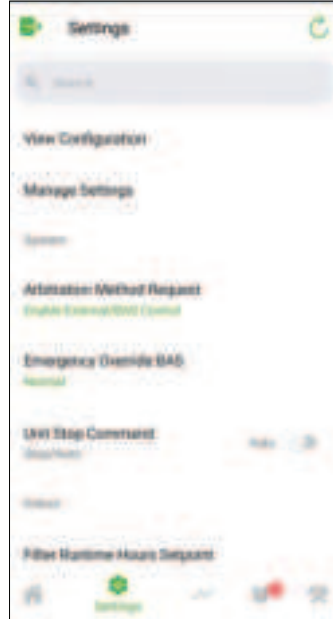 Settings
Search
View Configuration
Manage Settings
System
Arbitration Method Request
Enable External/BAS Control
Emergency Override BAS
Normal
Unit Stop Command
Auto
Filter Runtime Hours Setpoint
Settings